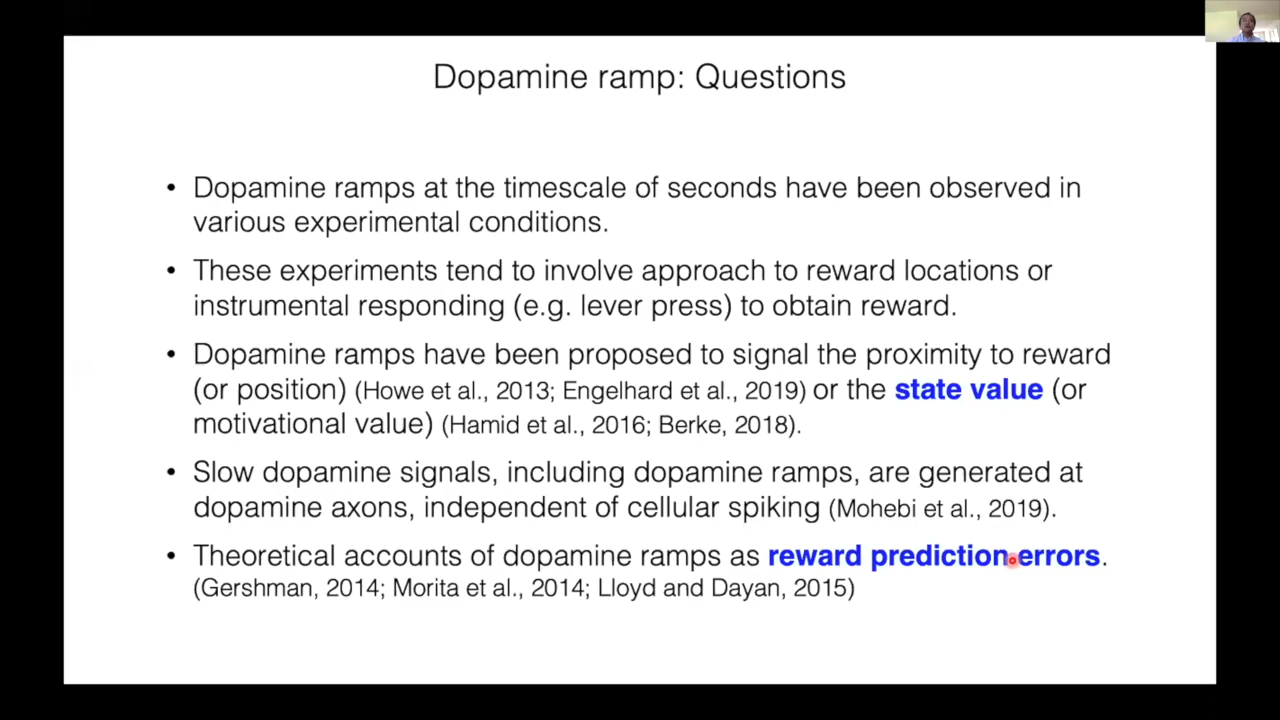 Dopamine ramp: Questions
• Dopamine ramps at the timescale of seconds have been observed in
various experimental conditions.
• These experiments tend to involve approach to reward locations or
instrumental responding (e.g. lever press) to obtain reward.
• Dopamine ramps have been proposed to signal the proximity to reward
(or position) (Howe et al., 2013; Engelhard et al., 2019) or the state value (or
motivational value) (Hamid et al., 2016; Berke, 2018).
• Slow dopamine signals, including dopamine ramps, are generated at
dopamine axons, independent of cellular spiking (Mohebi et al., 2019).
• Theoretical accounts of dopamine ramps as reward prediction errors.
(Gershman, 2014; Morita et al., 2014; Lloyd and Dayan, 2015)